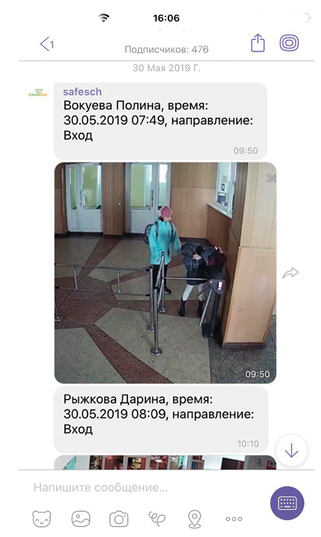 16:06
1
Подписчиков: 476
30 Мая 2019 Г.
safesch
Вокуева Полина, время:
30.05.2019 07:49, направление:
Вход
09:50
09:50
Рыжкова Дарина, время:
30.05.2019 08:09, направление:
Вход
10:10
Напишите сообщение...